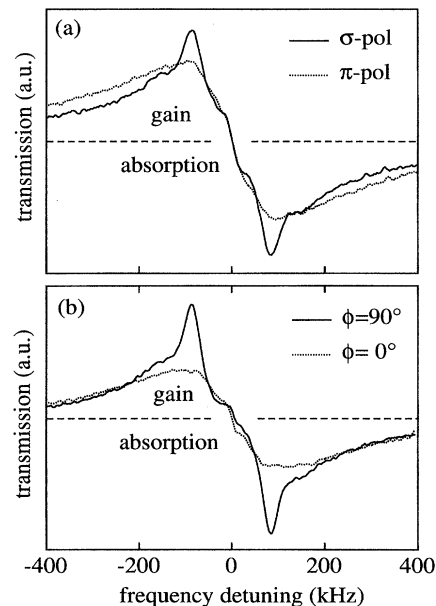 (a)
σ-pol
π-pol
gain
absorption
transmission (a.u.)
(b)
ϕ=90°
ϕ= 0°
gain
absorption
transmission (a.u.)
-400 -200 0 200 400
frequency detuning (kHz)